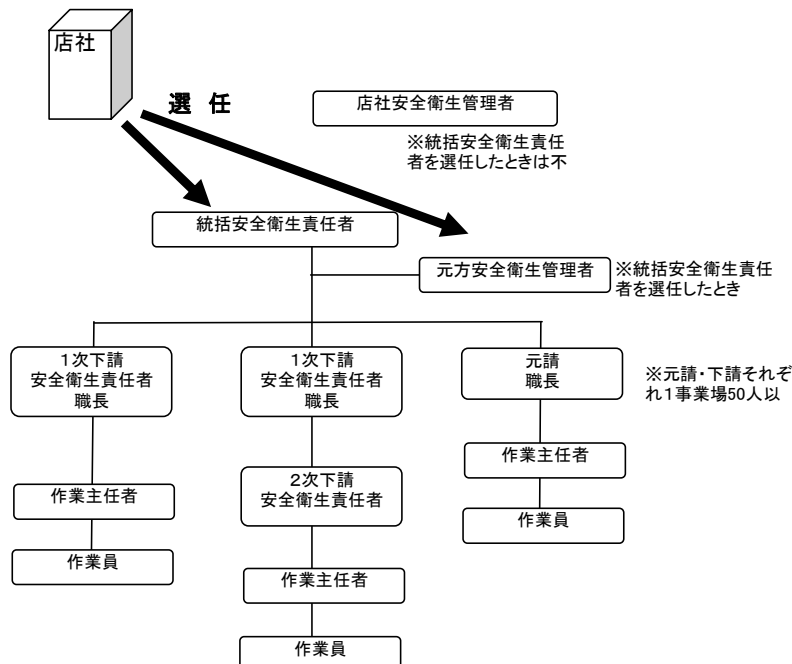 店社
選 任
店社安全衛生管理者
※統括安全衛生責任
者を選任したときは不
統括安全衛生責任者
元方安全衛生管理者
※統括安全衛生責任
者を選任したとき
1次下請
安全衛生責任者
職長
1次下請
安全衛生責任者
職長
元請
職長
※元請・下請それぞ
れ1事業場50人以
作業主任者
作業員
2次下請
安全衛生責任者
作業主任者
作業員
作業主任者
作業員